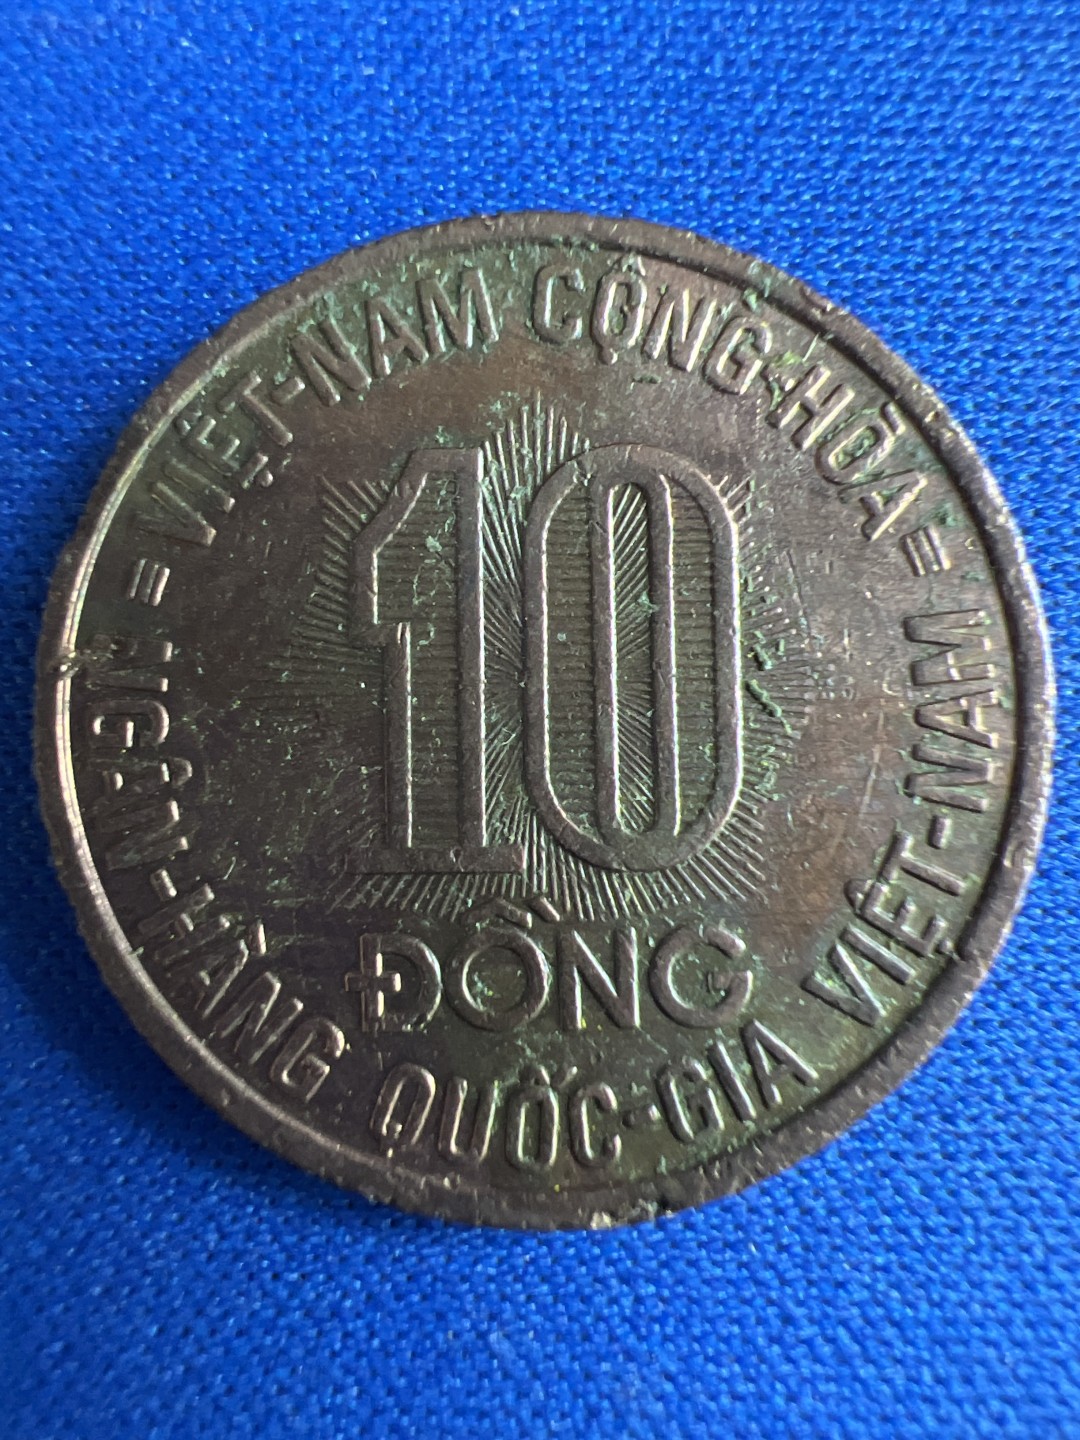 VIỆT-NAM CỘNG-HÒA
10
ĐỒNG
NGÂN-HÀNG QUỐC-GIA VIỆT-NAM